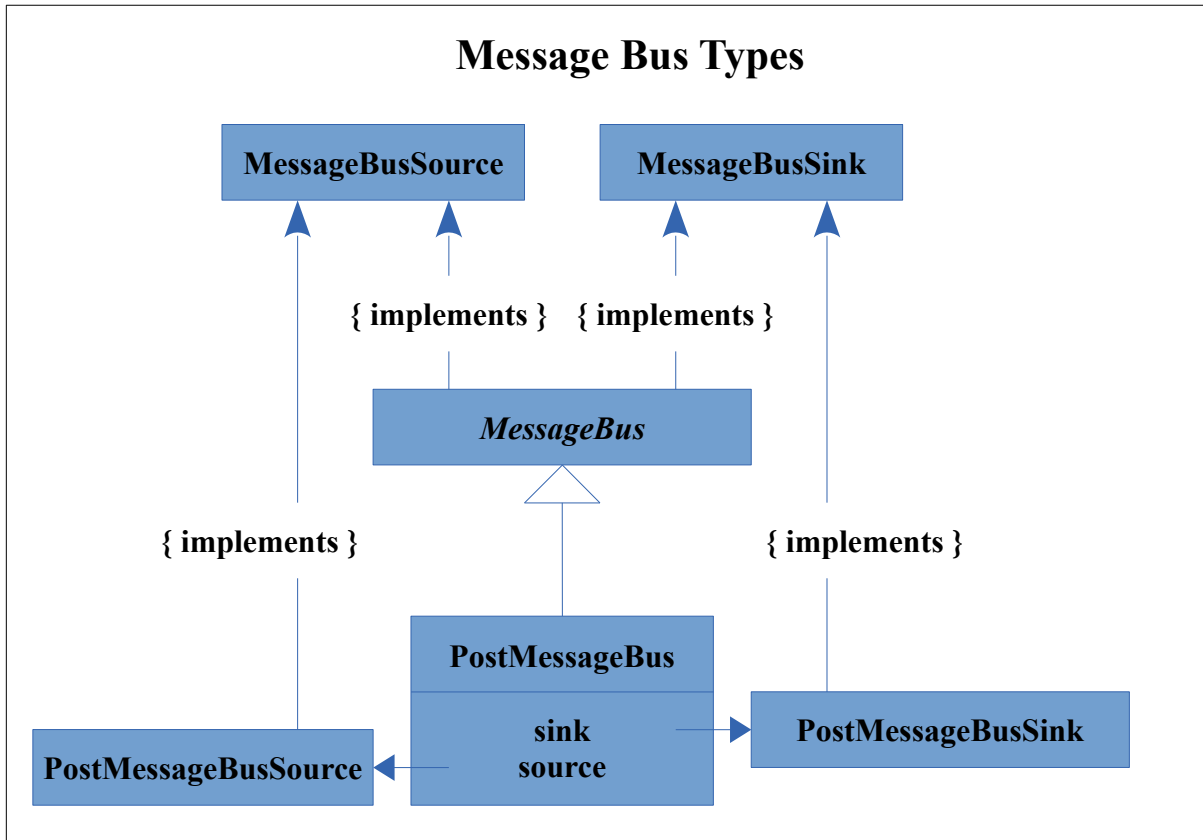 Message Bus Types
MessageBusSource
MessageBusSink
{ implements }
{ implements }
MessageBus
{ implements }
{ implements }
PostMessageBus
sink
source
PostMessageBusSource
PostMessageBusSink